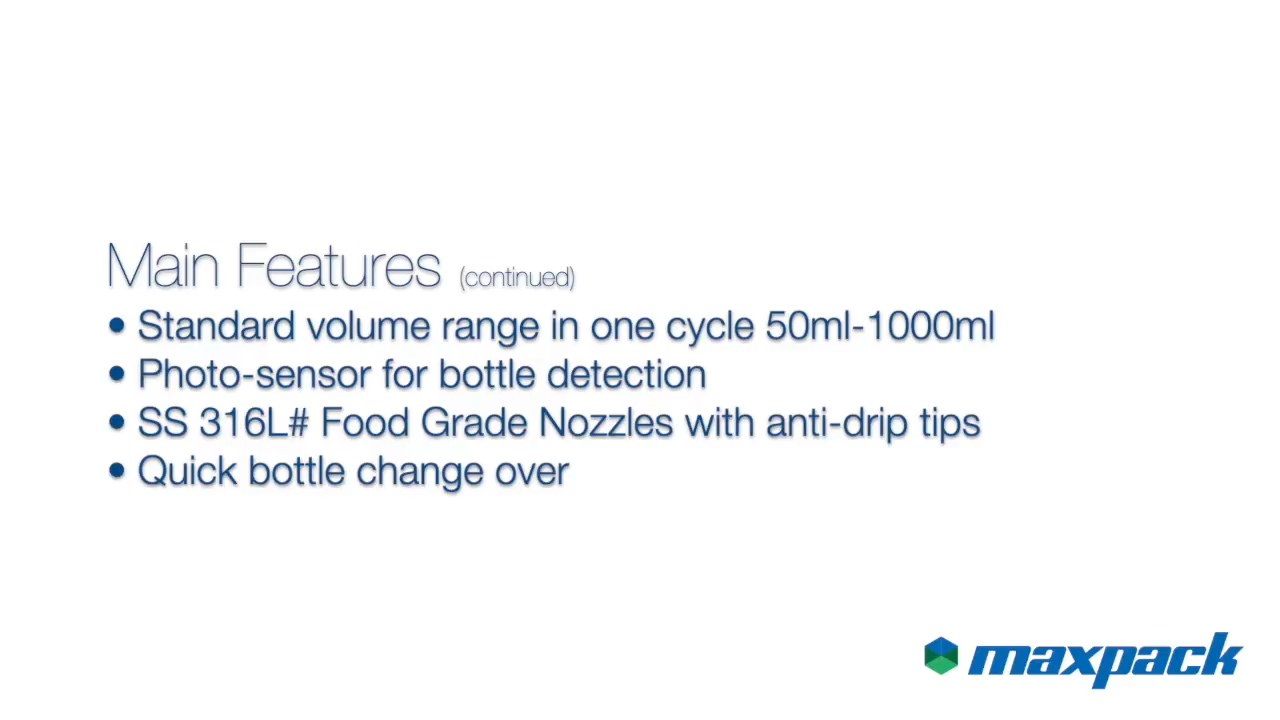 Main Features (continued)
• Standard volume range in one cycle 50ml-1000ml
• Photo-sensor for bottle detection
• SS 316L# Food Grade Nozzles with anti-drip tips
• Quick bottle change over
maxpack